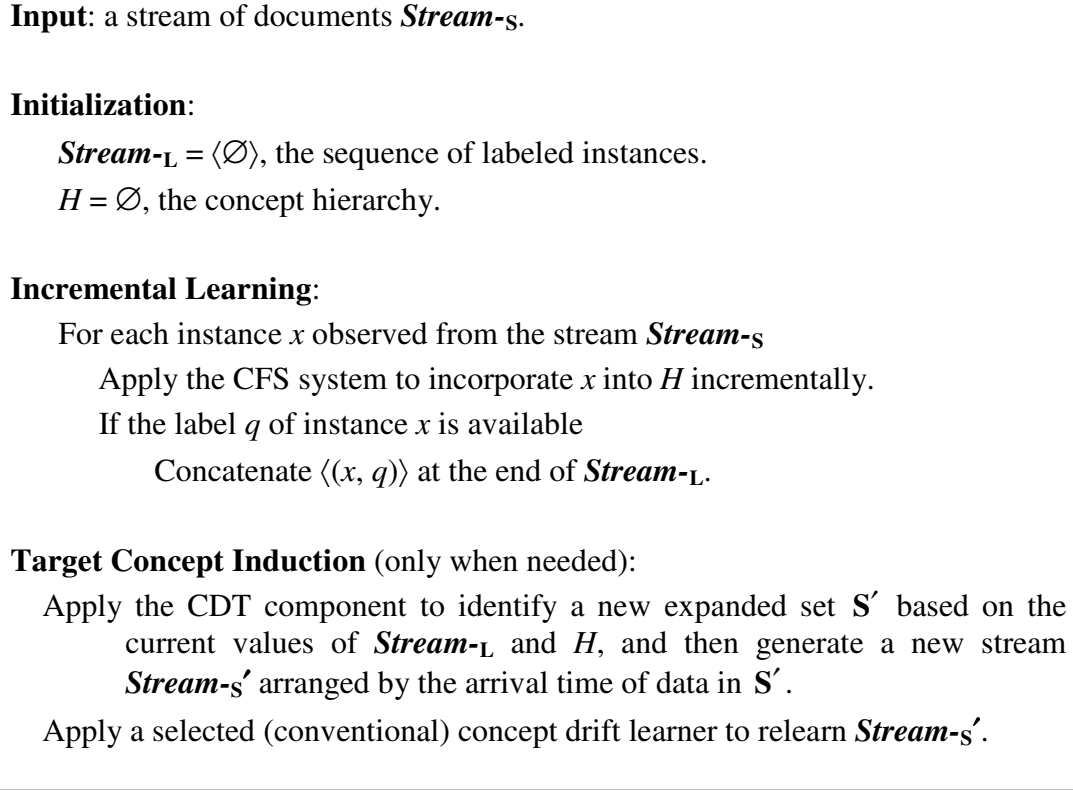 Input: a stream of documents Stream-S.
Initialization:
Stream-L = ⟨∅⟩, the sequence of labeled instances.
H = ∅, the concept hierarchy.
Incremental Learning:
For each instance x observed from the stream Stream-S
Apply the CFS system to incorporate x into H incrementally.
If the label q of instance x is available
Concatenate ⟨(x, q)⟩ at the end of Stream-L.
Target Concept Induction (only when needed):
Apply the CDT component to identify a new expanded set S′ based on the
current values of Stream-L and H, and then generate a new stream
Stream-S′ arranged by the arrival time of data in S′.
Apply a selected (conventional) concept drift learner to relearn Stream-S′.